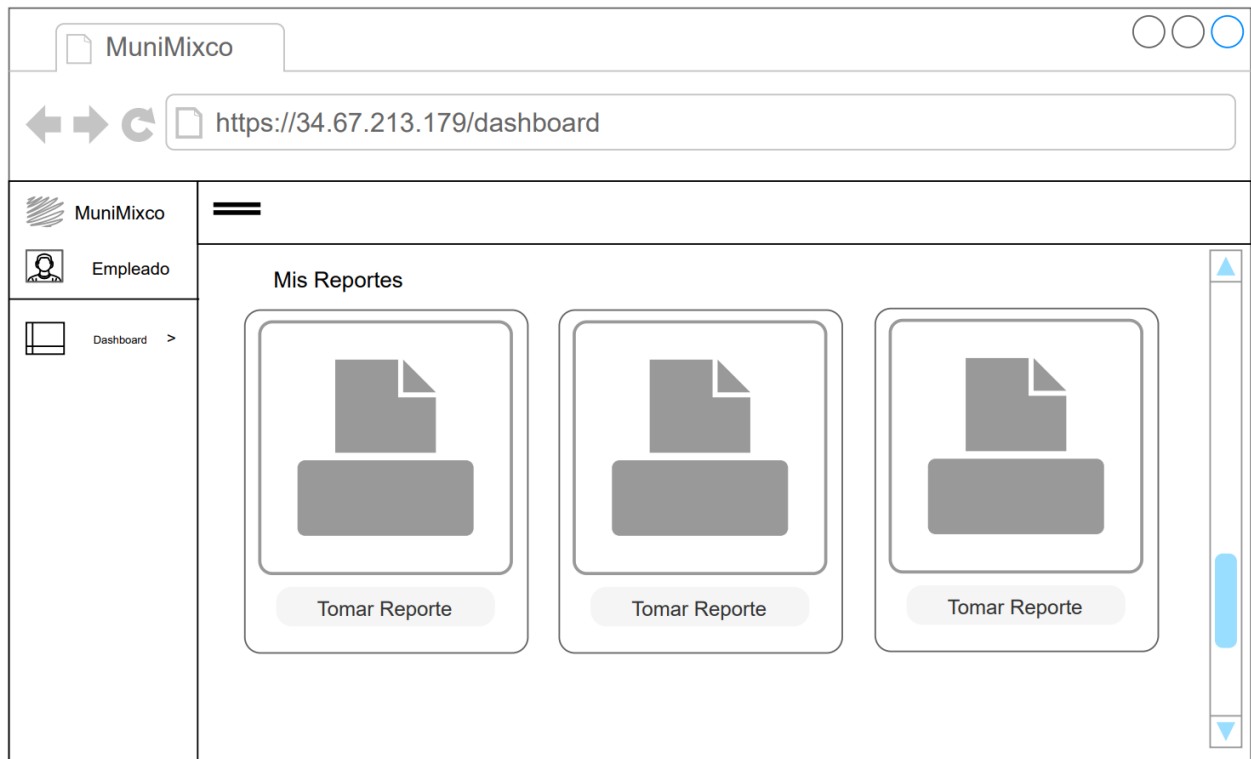 MuniMixco
https://34.67.213.179/dashboard
MuniMixco
Empleado
Dashboard >
Mis Reportes
Tomar Reporte
Tomar Reporte
Tomar Reporte